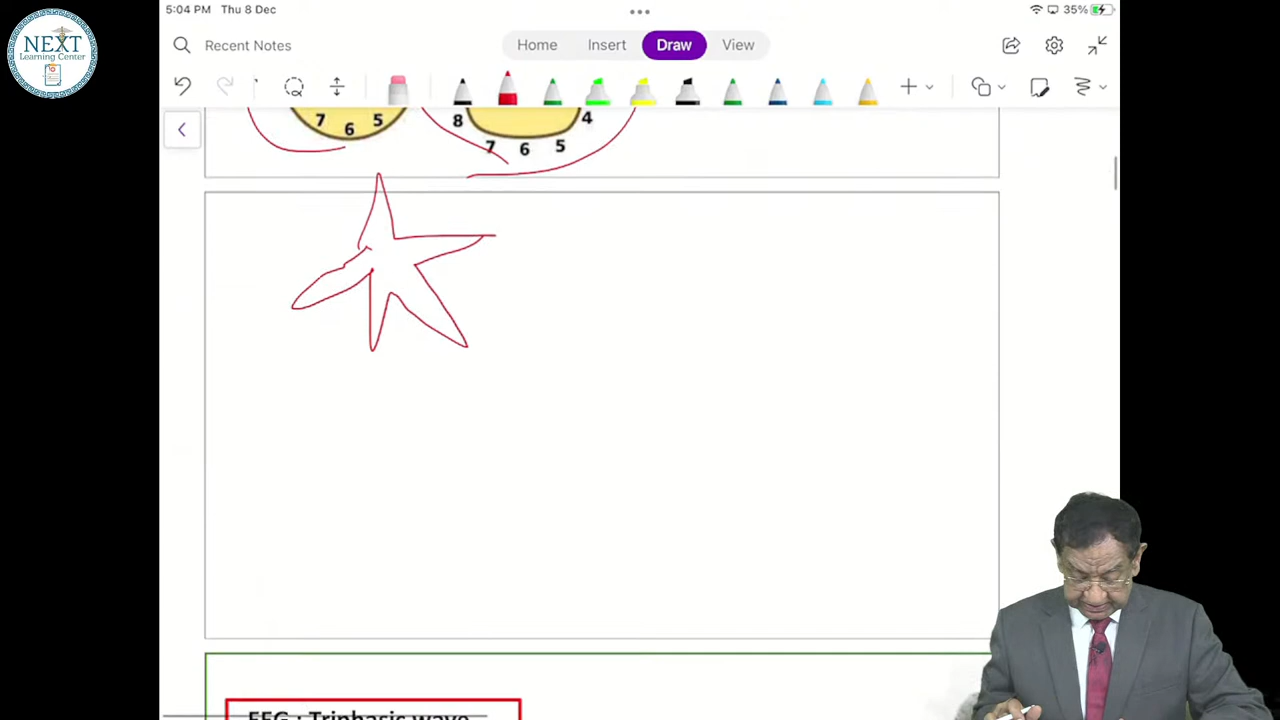 5:04 PM Thu 8 Dec
35%
NEXT
Learning Center
Recent Notes
Home Insert Draw View
7 6 5
8 4
7 6 5
EEG : Triphasic wave